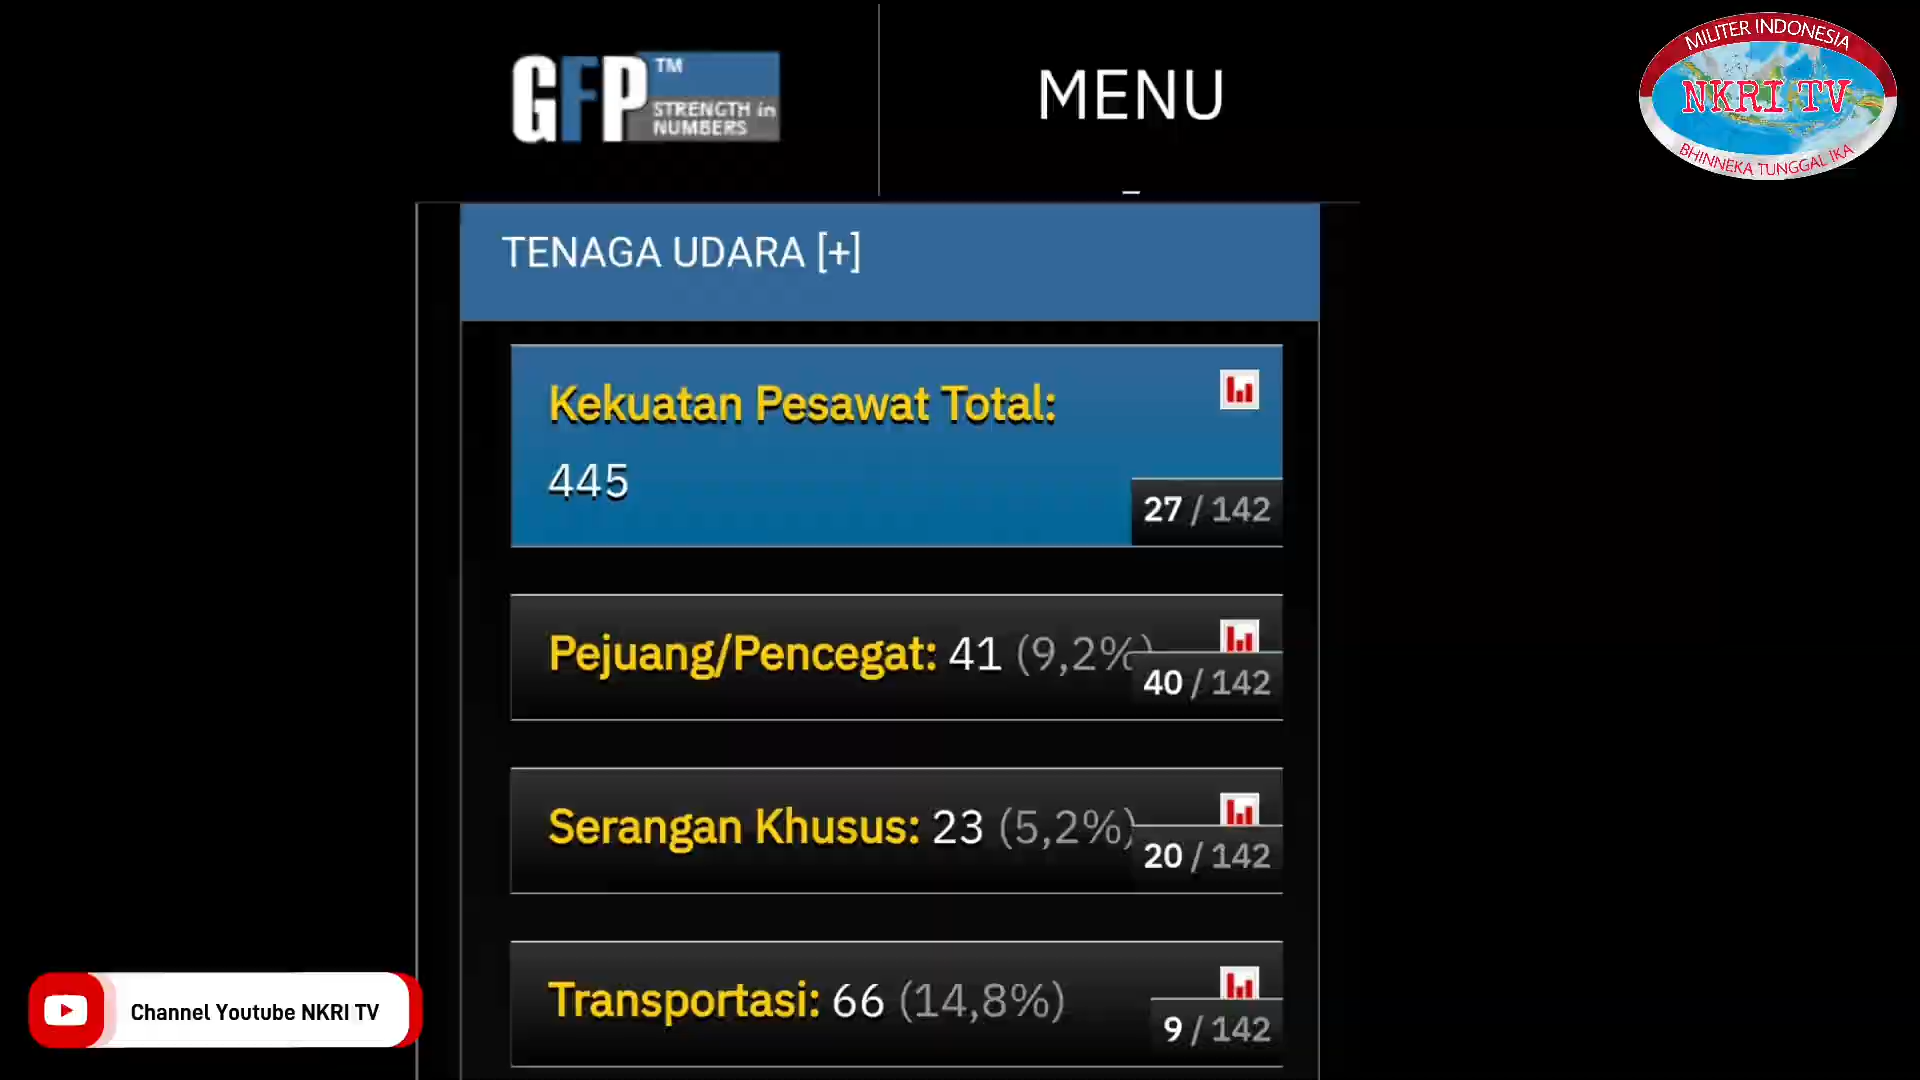 GFP™
STRENGTH in
NUMBERS
MENU
MILITER INDONESIA
NKRI TV
BHINNEKA TUNGGAL IKA
TENAGA UDARA [+]
Kekuatan Pesawat Total:
445
27 / 142
Pejuang/Pencegat: 41 (9,2%)
40 / 142
Serangan Khusus: 23 (5,2%)
20 / 142
Transportasi: 66 (14,8%)
9 / 142
Channel Youtube NKRI TV